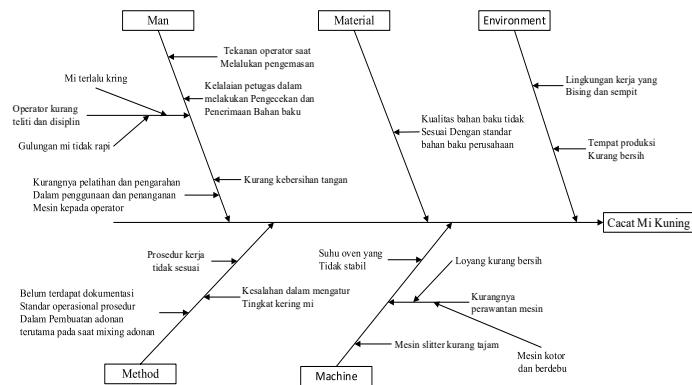 Man
Material
Environment
Tekanan operator saat
Melalukan pengemasan
Mi terlalu kring
Kelalaian petugas dalam
melakukan Pengecekan dan
Penerimaan Bahan baku
Operator kurang
teliti dan disiplin
Gulungan mi tidak rapi
Kurang kebersihan tangan
Kurangnya pelatihan dan pengarahan
Dalam penggunaan dan penanganan
Mesin kepada operator
Kualitas bahan baku tidak
Sesuai Dengan standar
bahan baku perusahaan
Lingkungan kerja yang
Bising dan sempit
Tempat produksi
Kurang bersih
Cacat Mi Kuning
Prosedur kerja
tidak sesuai
Kesalahan dalam mengatur
Tingkat kering mi
Belum terdapat dokumentasi
Standar operasional prosedur
Dalam Pembuatan adonan
terutama pada saat mixing adonan
Suhu oven yang
Tidak stabil
Loyang kurang bersih
Kurangnya
perawatan mesin
Mesin slitter kurang tajam
Mesin kotor
dan berdebu
Method
Machine